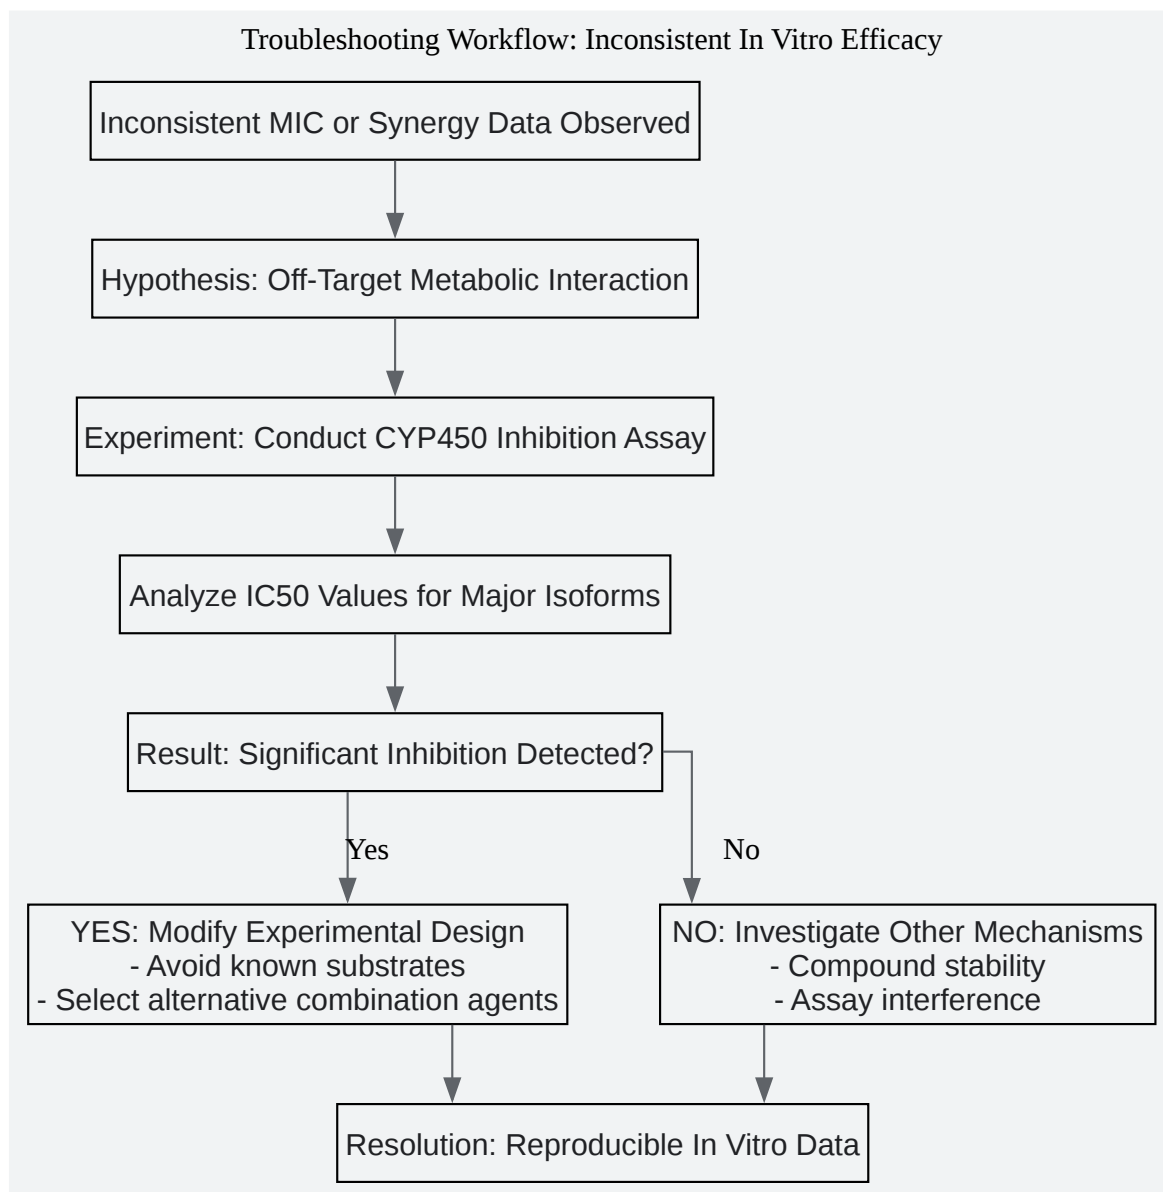 Troubleshooting Workflow: Inconsistent In Vitro Efficacy
Inconsistent MIC or Synergy Data Observed
Hypothesis: Off-Target Metabolic Interaction
Experiment: Conduct CYP450 Inhibition Assay
Analyze IC50 Values for Major Isoforms
Result: Significant Inhibition Detected?
Yes
No
YES: Modify Experimental Design
- Avoid known substrates
- Select alternative combination agents
NO: Investigate Other Mechanisms
- Compound stability
- Assay interference
Resolution: Reproducible In Vitro Data